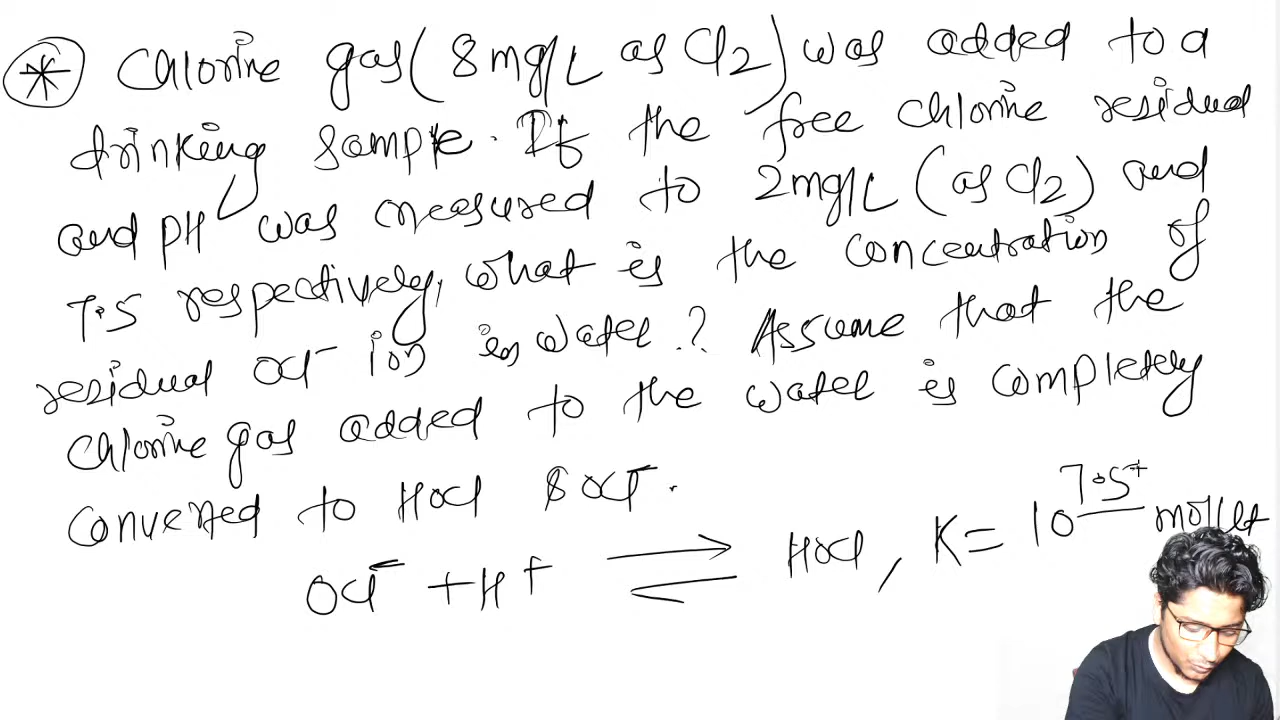 * Chlorine gas (8 mg/L as Cl2) was added to a
drinking sample. If the free chlorine residual
and pH was measured to 2mg/L (as Cl2) and
7.5 respectively, what is the concentration of
residual OCl- ion in water? Assume that the
Chlorine gas added to the water is completely
converted to HOCl & OCl-.
OCl- + H+ ⇌ HOCl, K = 10^7.5